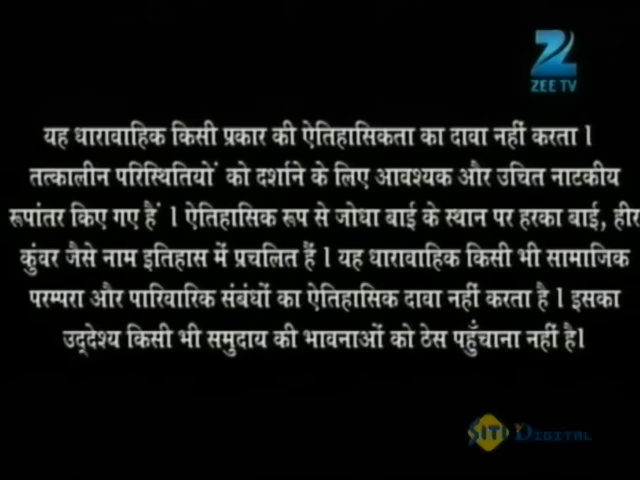 ZEE TV
यह धारावाहिक किसी प्रकार की ऐतिहासिकता का दावा नहीं करता ।
तत्कालीन परिस्थितियों को दर्शाने के लिए आवश्यक और उचित नाटकीय
रूपांतर किए गए हैं । ऐतिहासिक रूप से जोधा बाई के स्थान पर हरका बाई, हीर
कुंवर जैसे नाम इतिहास में प्रचलित हैं । यह धारावाहिक किसी भी सामाजिक
परम्परा और पारिवारिक संबंधों का ऐतिहासिक दावा नहीं करता है । इसका
उद्देश्य किसी भी समुदाय की भावनाओं को ठेस पहुँचाना नहीं है।
SITI DIGITAL